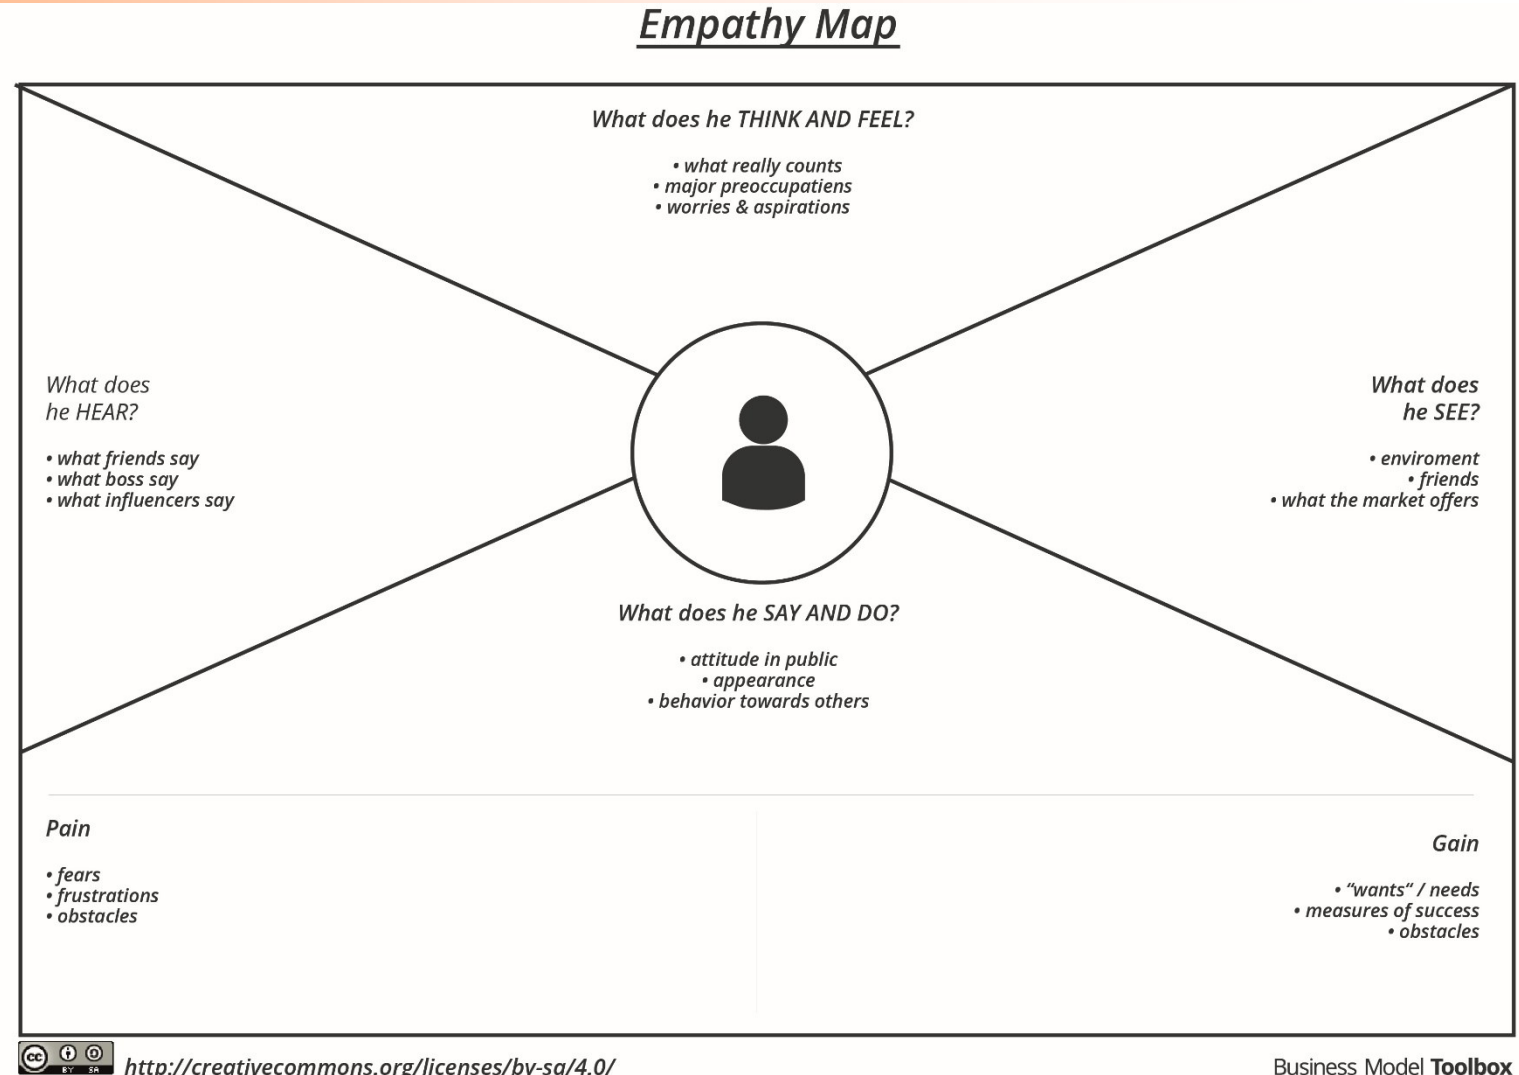 Empathy Map
What does he THINK AND FEEL?
• what really counts
• major preoccupatiens
• worries & aspirations
What does
he HEAR?
• what friends say
• what boss say
• what influencers say
What does
he SEE?
• enviroment
• friends
• what the market offers
What does he SAY AND DO?
• attitude in public
• appearance
• behavior towards others
Pain
• fears
• frustrations
• obstacles
Gain
• “wants“ / needs
• measures of success
• obstacles
cc BY SA
http://creativecommons.org/licenses/by-sa/4.0/
Business Model Toolbox